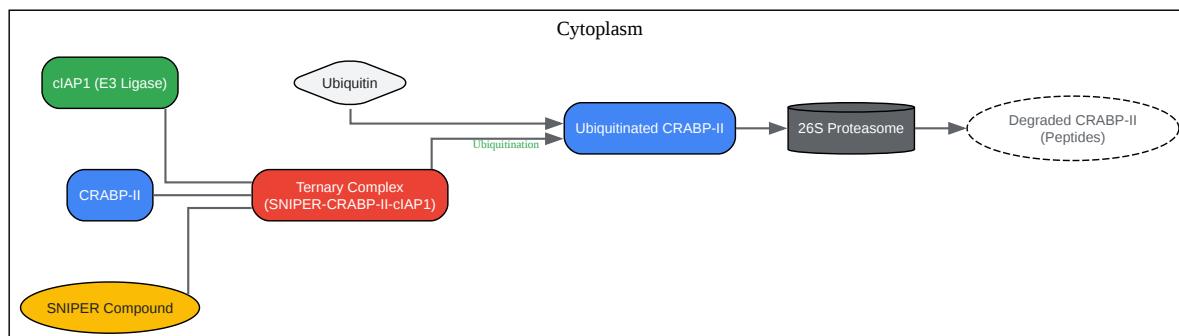 Cytoplasm
cIAP1 (E3 Ligase)
Ubiquitin
Ubiquitinated CRABP-II
26S Proteasome
Degraded CRABP-II
(Peptides)
Ubiquitination
CRABP-II
Ternary Complex
(SNIPER-CRABP-II-cIAP1)
SNIPER Compound